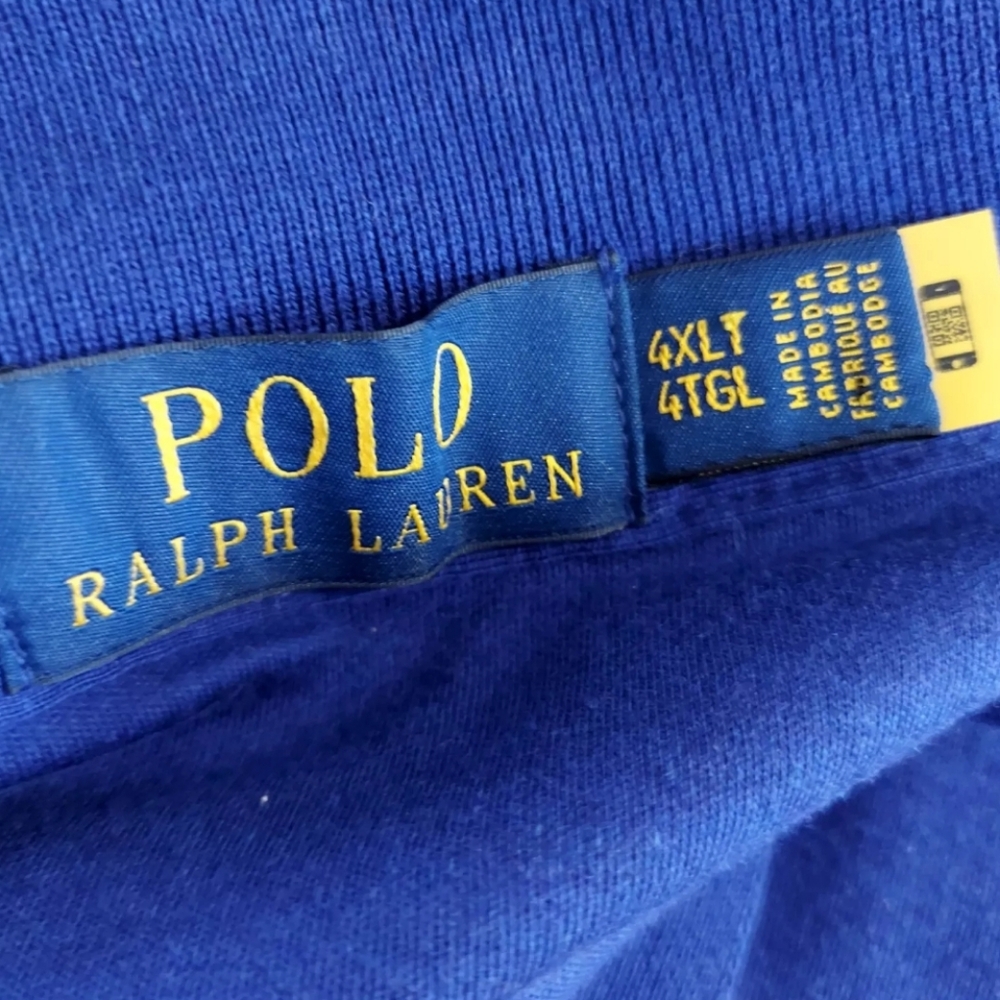 POLO
RALPH LAUREN
4XLT
4TGL
MADE IN
CAMBODIA
FABRIQUÉ AU
CAMBODGE